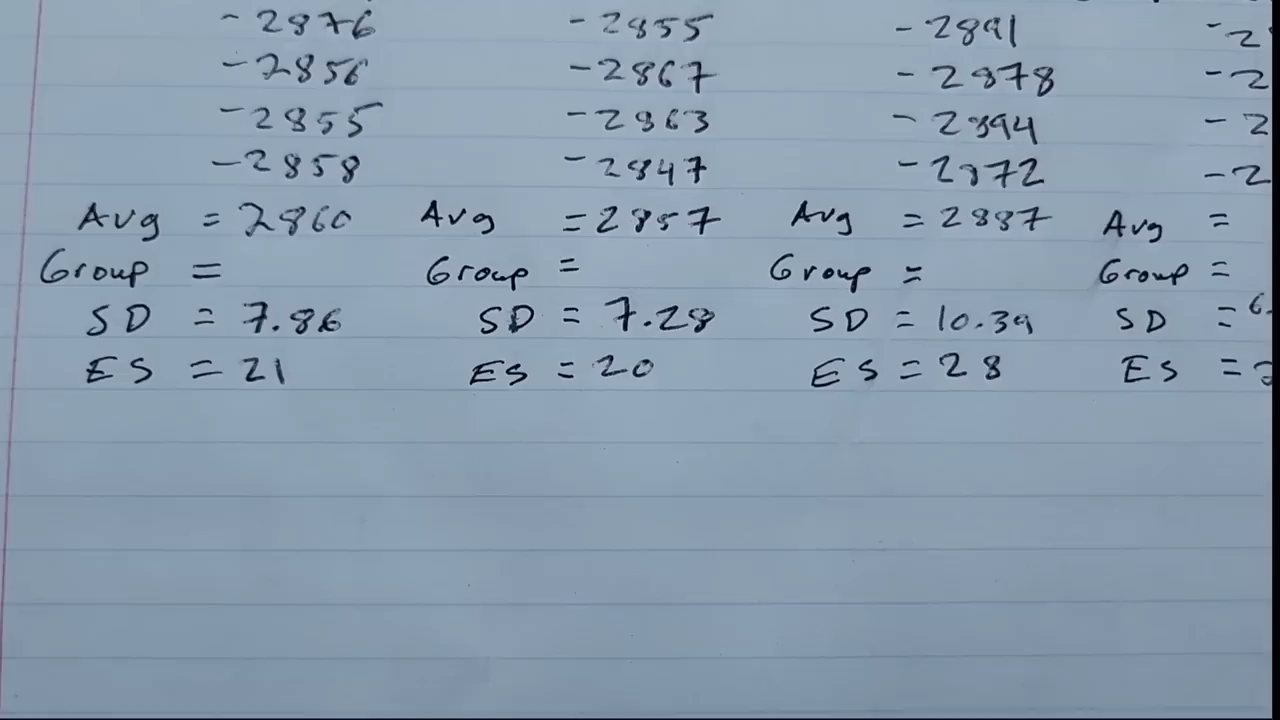 -2876 -2855 -2891 -2
-2856 -2867 -2878 -2
-2855 -2863 -2894 -2
-2858 -2847 -2872 -2
Avg = 2860 Avg = 2857 Avg = 2887 Avg =
Group = Group = Group = Group =
SD = 7.86 SD = 7.28 SD = 10.39 SD = 6.
ES = 21 ES = 20 ES = 28 ES = 2